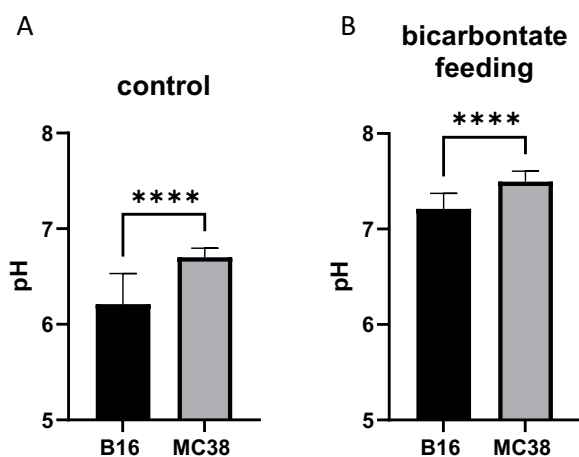 A
control
****
8
7
6
5
pH
B16
MC38
B
bicarbontate
feeding
****
8
7
6
5
pH
B16
MC38